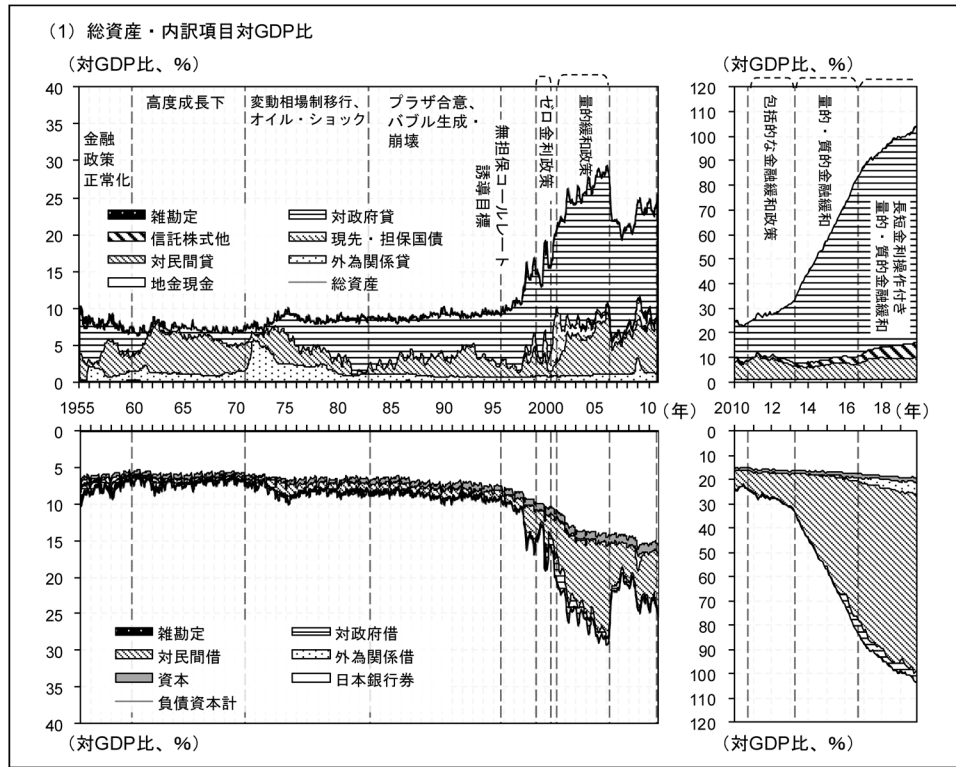 (1) 総資産・内訳項目対GDP比
(対GDP比、%)
(対GDP比、%)
40
35
30
25
20
15
10
5
0
金融
政策
正常化
高度成長下
変動相場制移行、
オイル・ショック
プラザ合意、
バブル生成・
崩壊
無担保コールレート
誘導目標
ゼロ金利政策
量的緩和政策
雑勘定
対政府貸
信託株式他
現先・担保国債
対民間貸
外為関係貸
地金現金
総資産
1955 60 65 70 75 80 85 90 95 2000 05 10 (年)
120
110
100
90
80
70
60
50
40
30
20
10
0
包括的な金融緩和政策
量的・質的金融緩和
長短金利操作付き
量的・質的金融緩和
2010 12 14 16 18 (年)
0
5
10
15
20
25
30
35
40
雑勘定
対政府借
対民間借
外為関係借
資本
日本銀行券
負債資本計
(対GDP比、%)
0
10
20
30
40
50
60
70
80
90
100
110
120
(対GDP比、%)